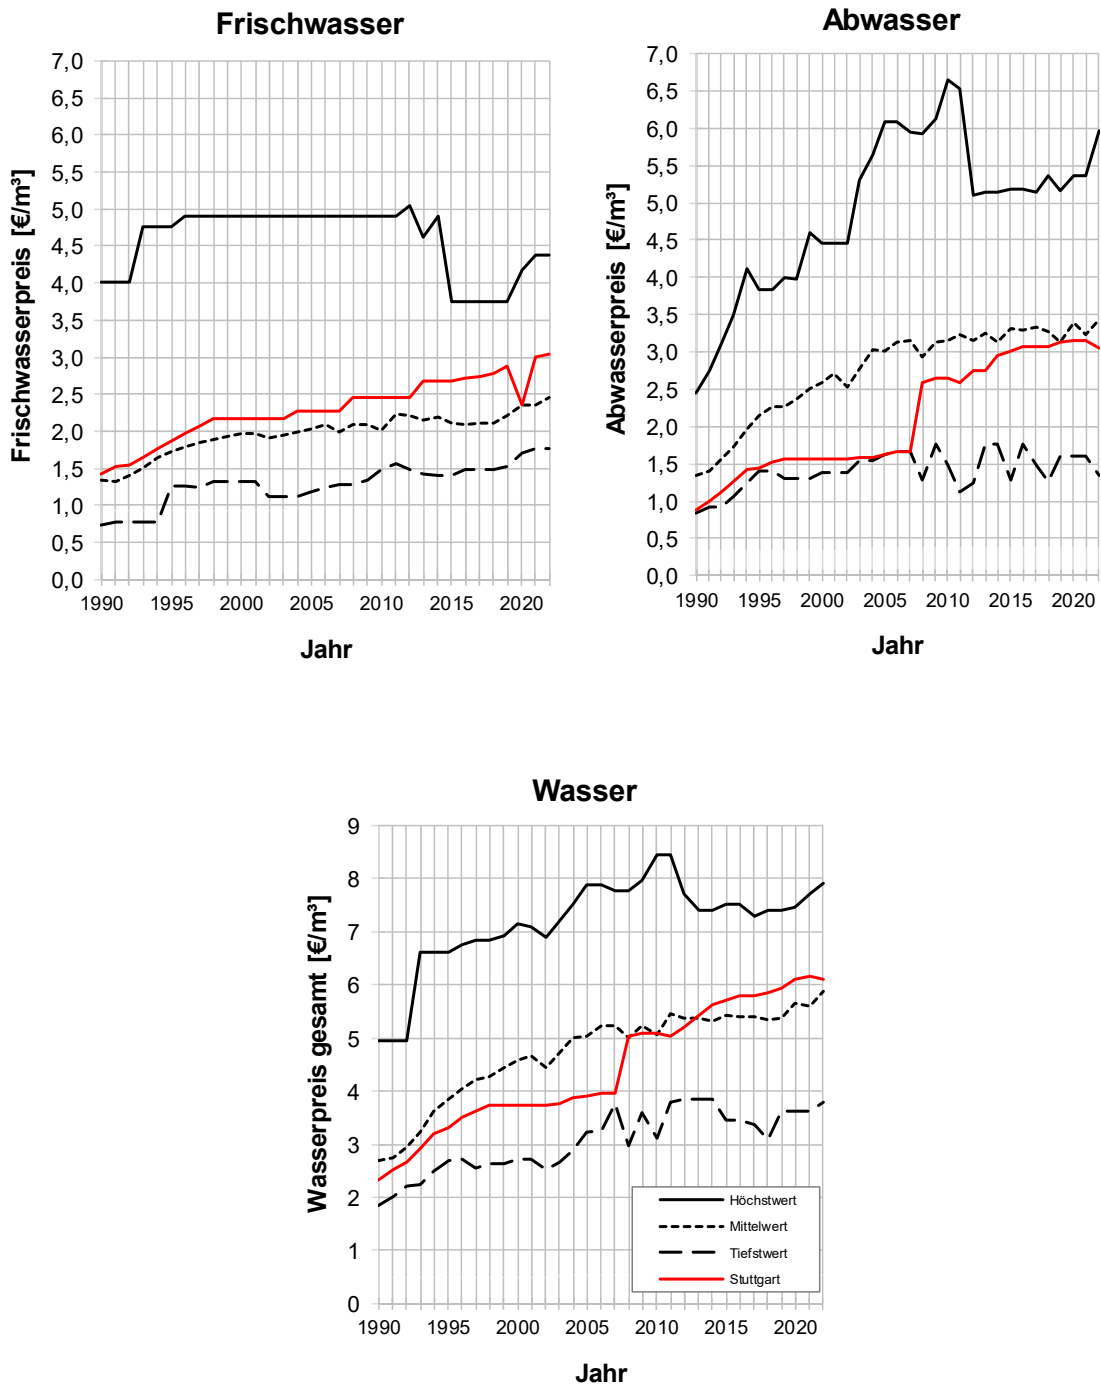 Frischwasser
Frischwasserpreis [€/m³]
7,0
6,5
6,0
5,5
5,0
4,5
4,0
3,5
3,0
2,5
2,0
1,5
1,0
0,5
0,0
1990 1995 2000 2005 2010 2015 2020
Jahr
Abwasser
Abwasserpreis [€/m³]
7,0
6,5
6,0
5,5
5,0
4,5
4,0
3,5
3,0
2,5
2,0
1,5
1,0
0,5
0,0
1990 1995 2000 2005 2010 2015 2020
Jahr
Wasser
Wasserpreis gesamt [€/m³]
9
8
7
6
5
4
3
2
1
0
1990 1995 2000 2005 2010 2015 2020
Jahr
Höchstwert
Mittelwert
Tiefstwert
Stuttgart